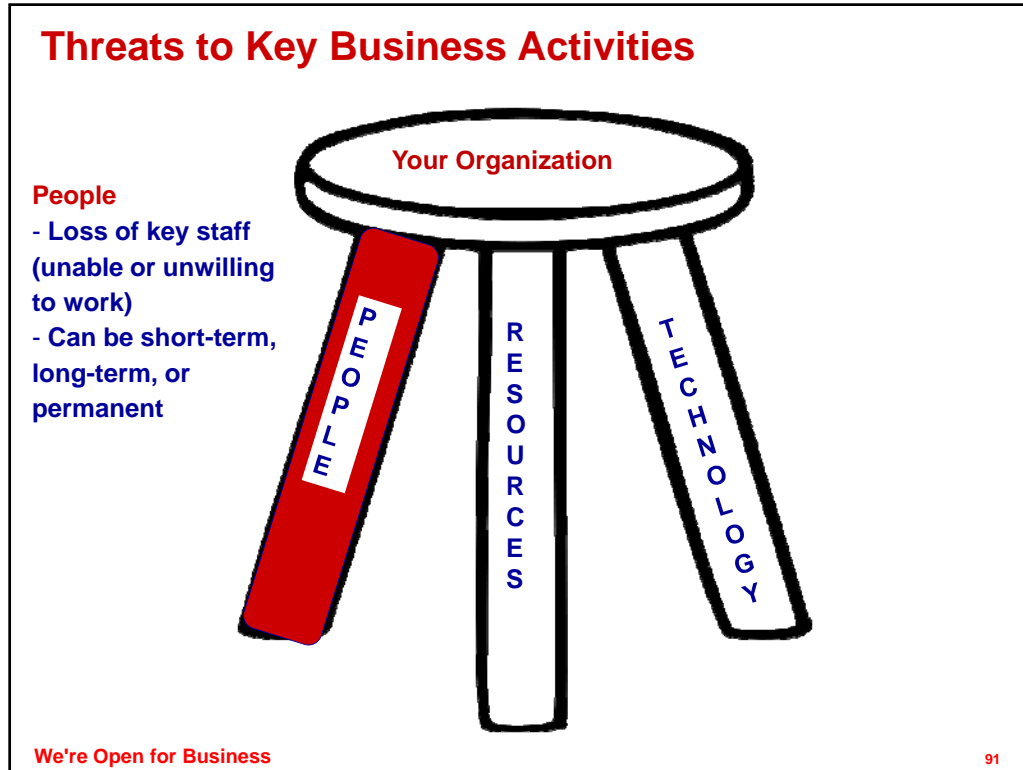 Threats to Key Business Activities
Your Organization
People
- Loss of key staff
(unable or unwilling
to work)
- Can be short-term,
long-term, or
permanent
PEOPLE
RESOURCES
TECHNOLOGY
We're Open for Business
91